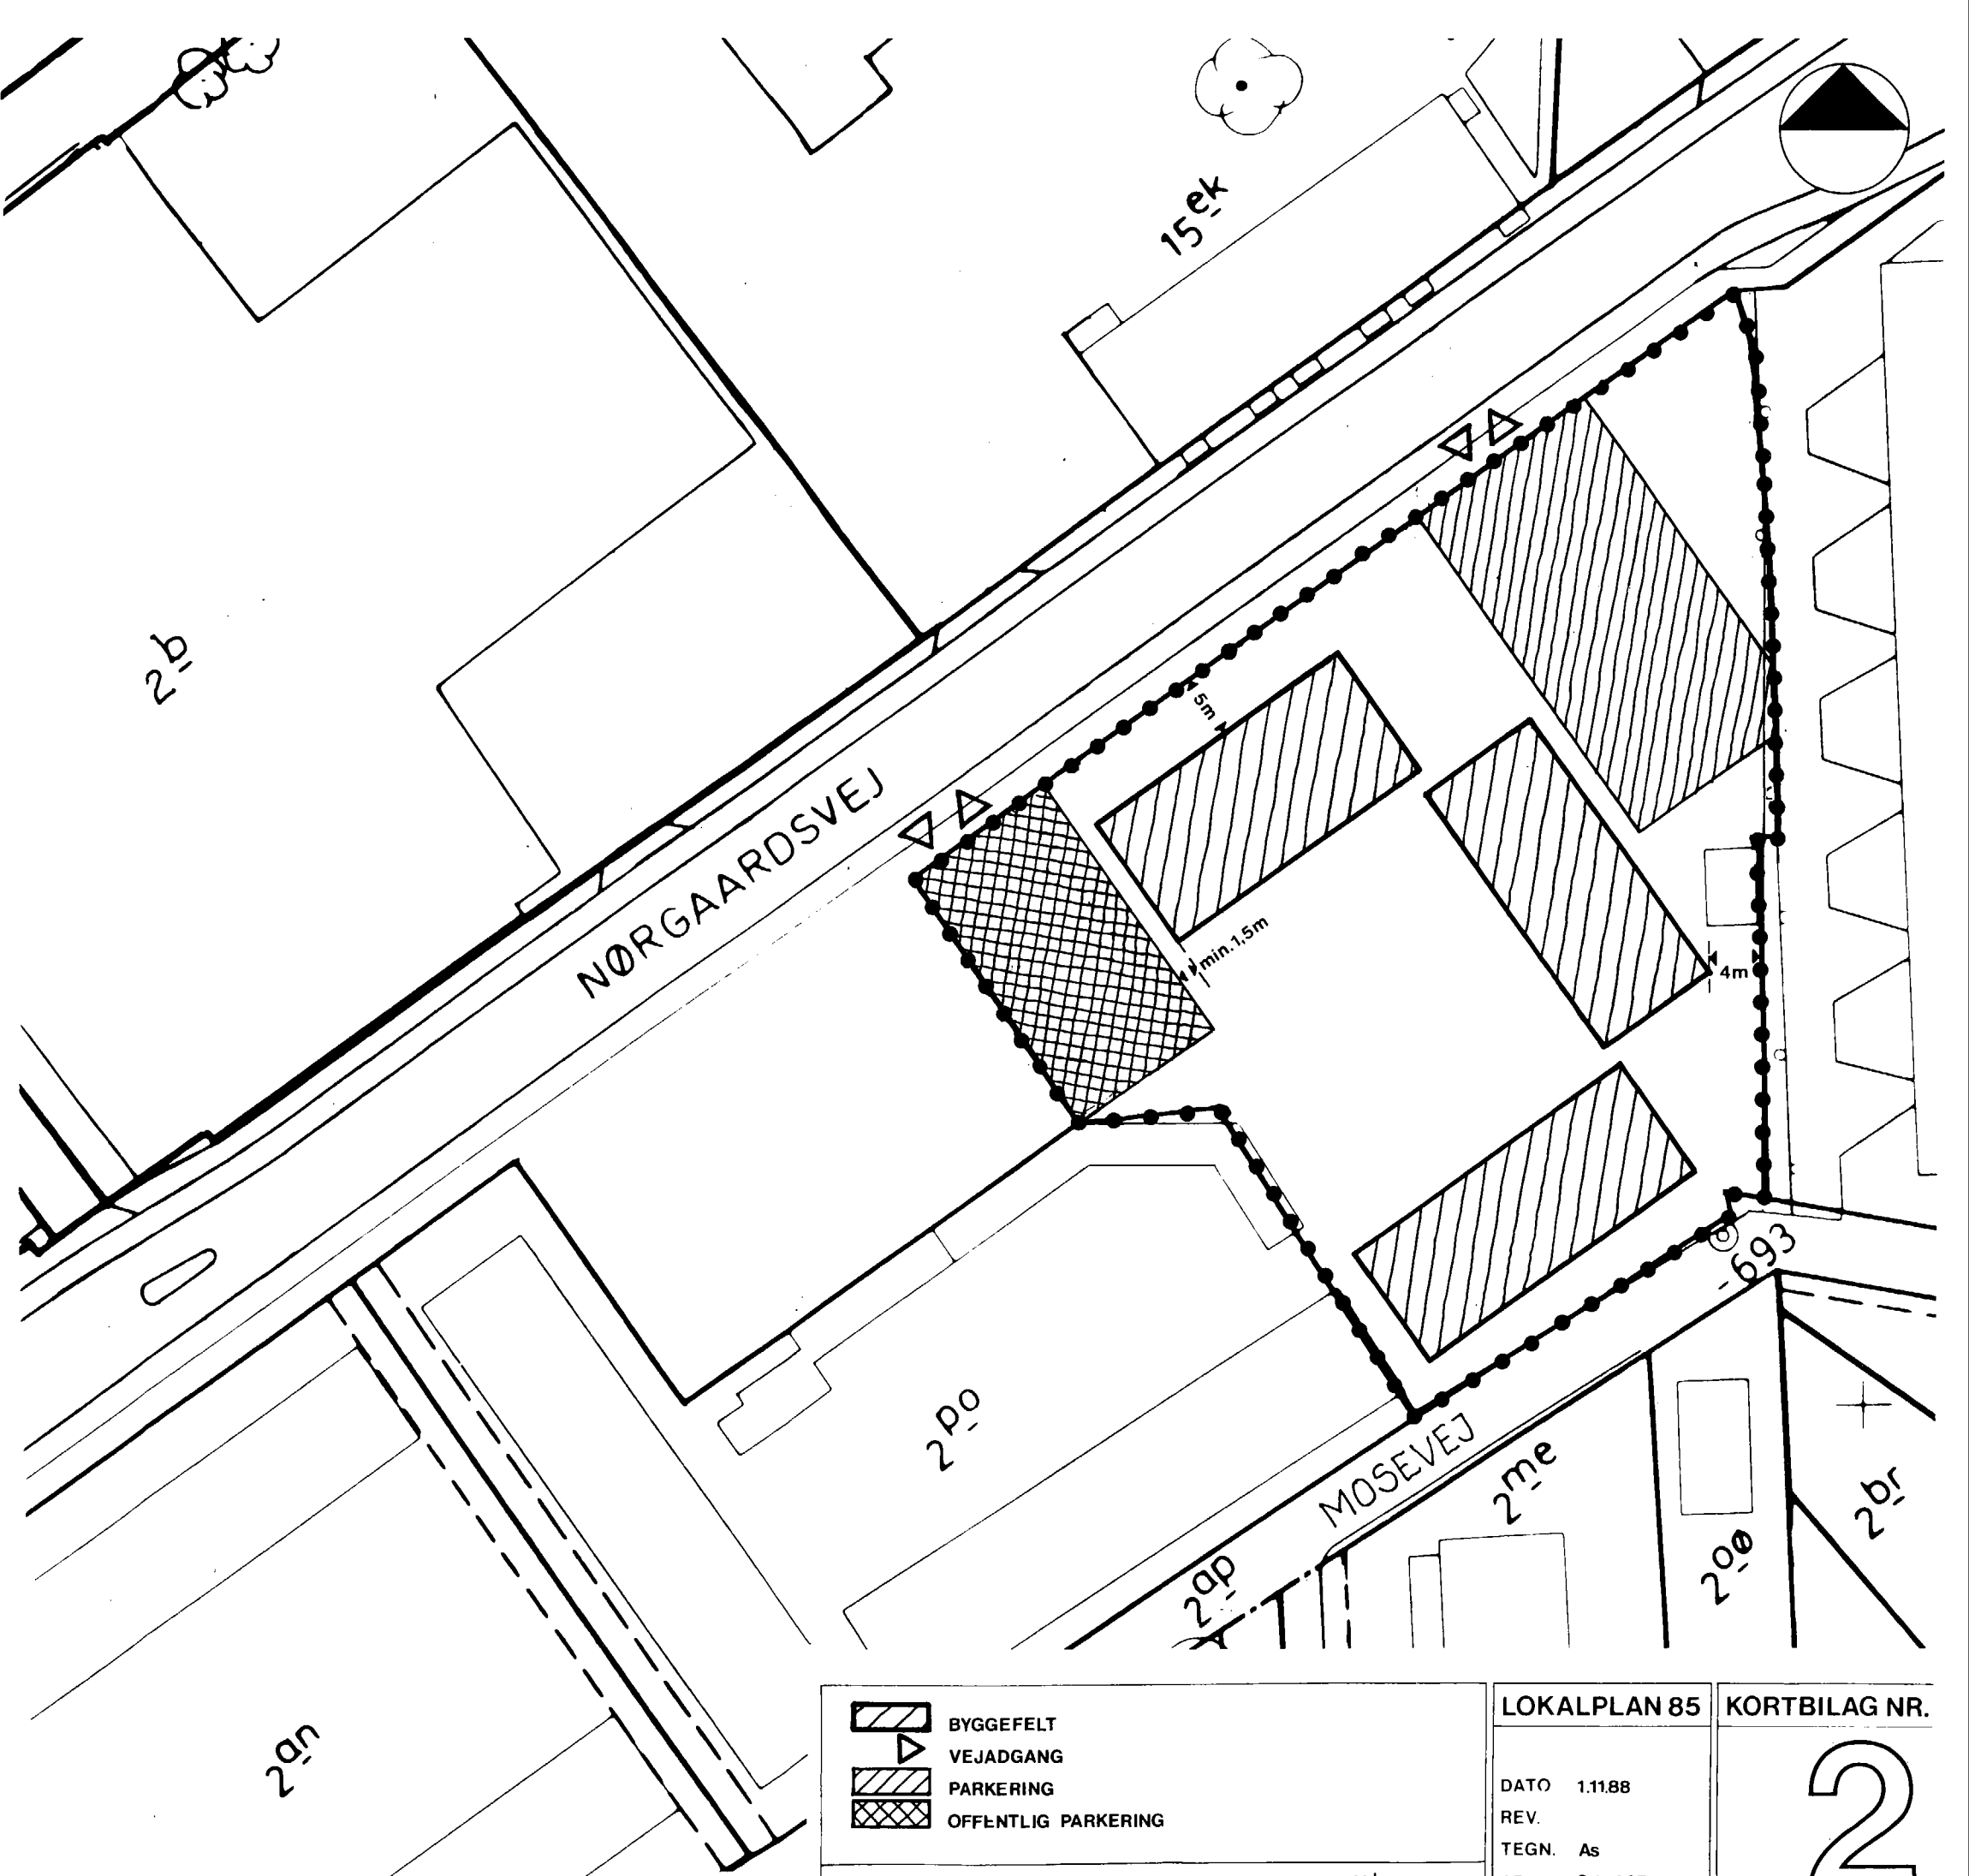 15ek
2b
5m
NØRGAARDSVEJ
min.1,5m
4m
-693
2po
MOSEVEJ
2me
2br
2oø
2ap
2an
BYGGEFELT
VEJADGANG
PARKERING
OFFENTLIG PARKERING
LOKALPLAN 85
DATO 1.11.88
REV.
TEGN. As
KORTBILAG NR.
2